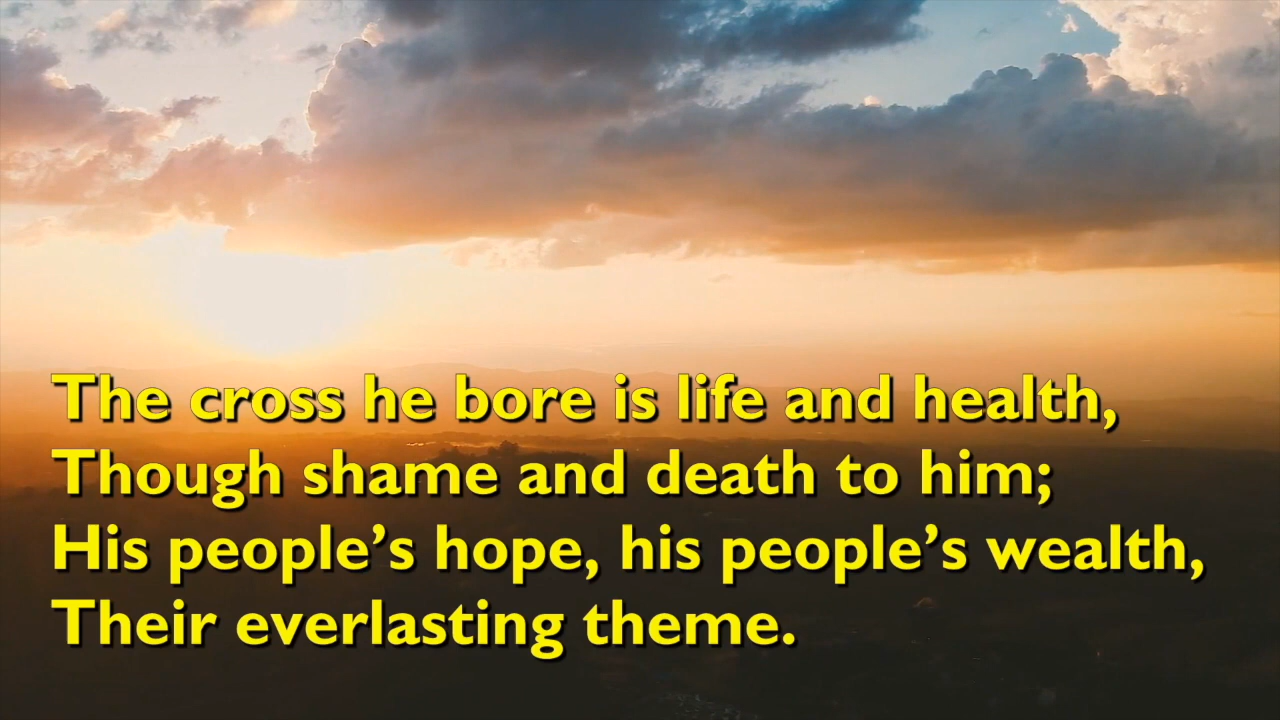 The cross he bore is life and health,
Though shame and death to him;
His people’s hope, his people’s wealth,
Their everlasting theme.